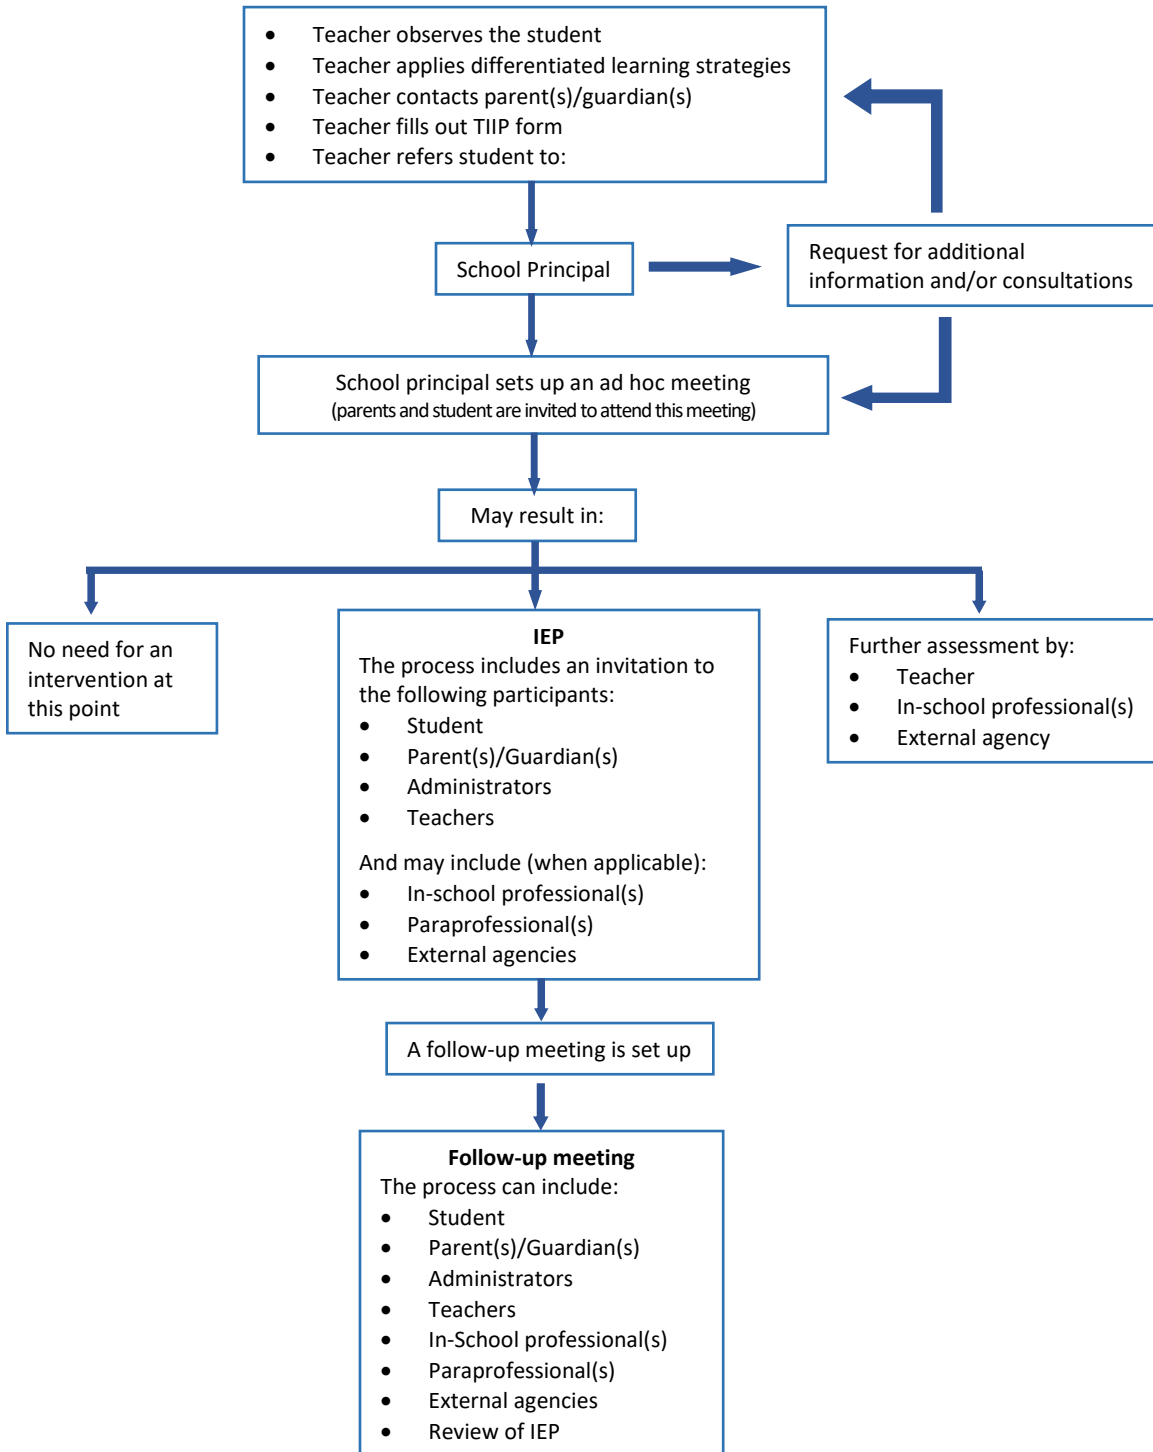 • Teacher observes the student
• Teacher applies differentiated learning strategies
• Teacher contacts parent(s)/guardian(s)
• Teacher fills out TIIP form
• Teacher refers student to:
School Principal
Request for additional
information and/or consultations
School principal sets up an ad hoc meeting
(parents and student are invited to attend this meeting)
May result in:
No need for an
intervention at
this point
IEP
The process includes an invitation to
the following participants:
• Student
• Parent(s)/Guardian(s)
• Administrators
• Teachers
And may include (when applicable):
• In-school professional(s)
• Paraprofessional(s)
• External agencies
Further assessment by:
• Teacher
• In-school professional(s)
• External agency
A follow-up meeting is set up
Follow-up meeting
The process can include:
• Student
• Parent(s)/Guardian(s)
• Administrators
• Teachers
• In-School professional(s)
• Paraprofessional(s)
• External agencies
• Review of IEP